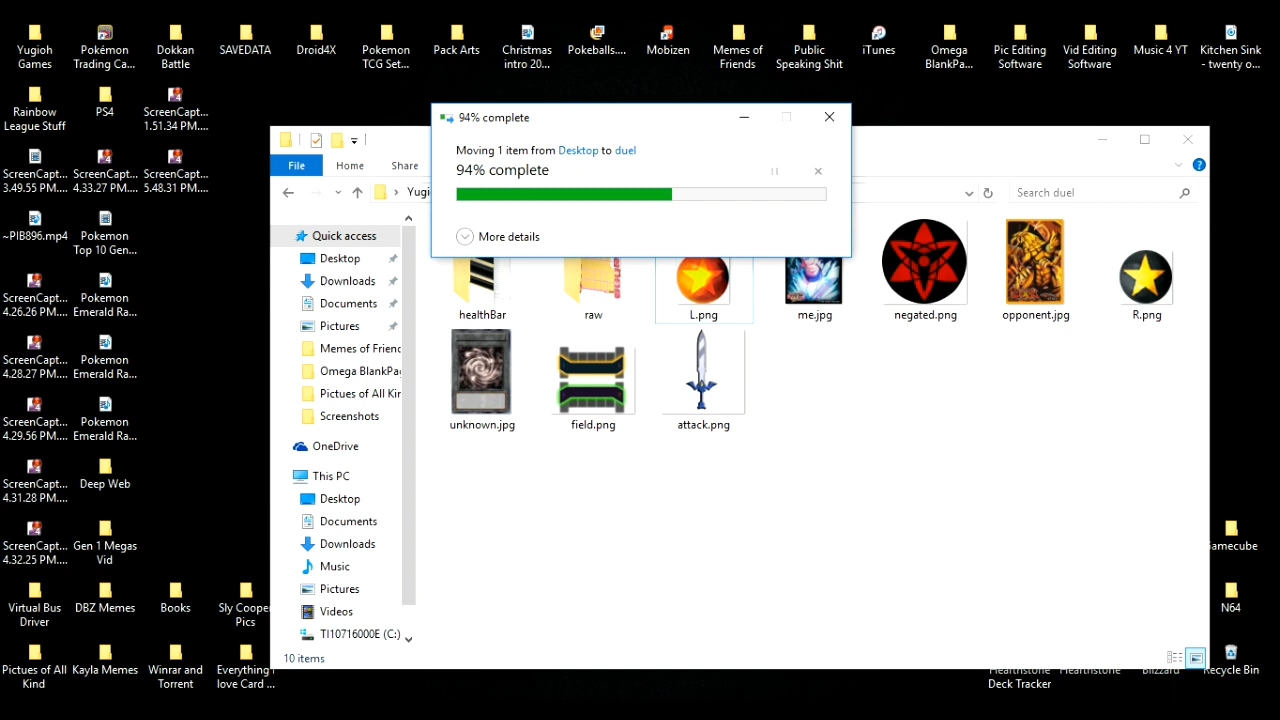 Yugioh
Games
Pokémon
Trading Ca...
Dokkan
Battle
SAVEDATA
Droid4X
Pokemon
TCG Set...
Pack Arts
Christmas
intro 20...
Pokeballs....
Mobizen
Memes of
Friends
Public
Speaking Shit
iTunes
Omega
BlankPa...
Pic Editing
Software
Vid Editing
Software
Music 4 YT
Kitchen Sink
- twenty o...
Rainbow
League Stuff
PS4
ScreenCapt...
1.51.34 PM....
ScreenCapt...
3.49.55 PM....
ScreenCapt...
4.33.27 PM....
ScreenCapt...
5.48.31 PM....
~PIB896.mp4
Pokemon
Top 10 Gen...
ScreenCapt...
4.26.26 PM....
Pokemon
Emerald Ra...
ScreenCapt...
4.28.27 PM....
Pokemon
Emerald Ra...
ScreenCapt...
4.29.56 PM....
Pokemon
Emerald Ra...
ScreenCapt...
4.31.28 PM....
Deep Web
ScreenCapt...
4.32.25 PM....
Gen 1 Megas
Vid
Virtual Bus
Driver
DBZ Memes
Books
Sly Cooper
Pics
Pictues of All
Kind
Kayla Memes
Winrar and
Torrent
Everything I
love Card ...
94% complete
Moving 1 item from Desktop to duel
94% complete
More details
File
Home
Share
Yugi
Search duel
Quick access
Desktop
Downloads
Documents
Pictures
Memes of Frienc
Omega BlankPa
Pictues of All Kir
Screenshots
OneDrive
This PC
Desktop
Documents
Downloads
Music
Pictures
Videos
TI10716000E (C:)
healthBar
raw
L.png
me.jpg
negated.png
opponent.jpg
R.png
unknown.jpg
field.png
attack.png
10 items
Gamecube
N64
Hearthstone
Deck Tracker
Hearthstone
Blizzard
Recycle Bin